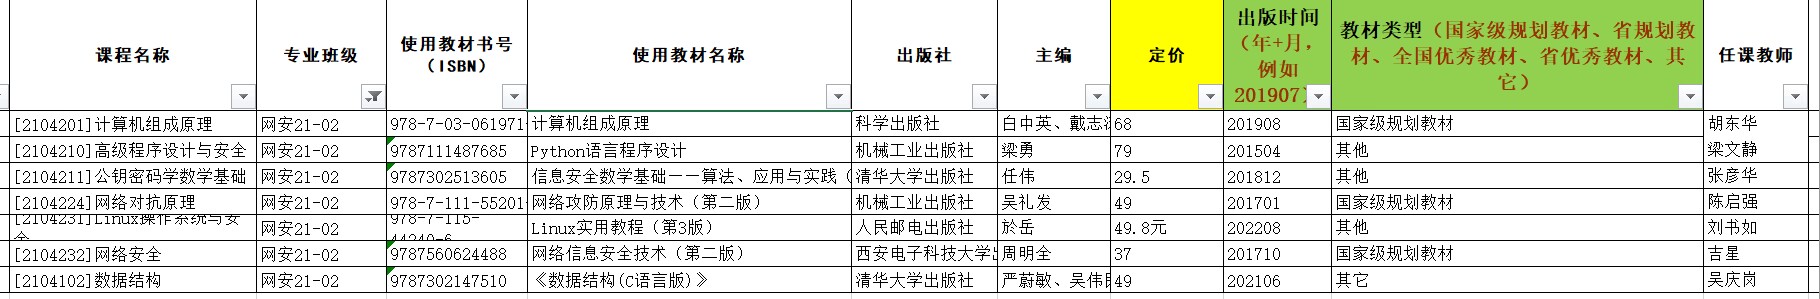 课程名称 专业班级 使用教材书号（ISBN） 使用教材名称 出版社 主编 定价 出版时间（年+月，例如201907） 教材类型（国家级规划教材、省规划教材、全国优秀教材、省优秀教材、其它） 任课教师
[2104201]计算机组成原理 网安21-02 978-7-03-061971- 计算机组成原理 科学出版社 白中英、戴志 68 201908 国家级规划教材 胡东华
[2104210]高级程序设计与安全 网安21-02 9787111487685 Python语言程序设计 机械工业出版社 梁勇 79 201504 其他 梁文静
[2104211]公钥密码学数学基础 网安21-02 9787302513605 信息安全数学基础——算法、应用与实践（ 清华大学出版社 任伟 29.5 201812 其他 张彦华
[2104224]网络对抗原理 网安21-02 978-7-111-55201- 网络攻防原理与技术（第二版） 机械工业出版社 吴礼发 49 201701 国家级规划教材 陈启强
[2104231]Linux操作系统与安全 网安21-02 978-7-115-44240-6 Linux实用教程（第3版） 人民邮电出版社 於岳 49.8元 202208 其他 刘书如
[2104232]网络安全 网安21-02 9787560624488 网络信息安全技术（第二版） 西安电子科技大学 周明全 37 201710 国家级规划教材 吉星
[2104102]数据结构 网安21-02 9787302147510 《数据结构(C语言版)》 清华大学出版社 严蔚敏、吴伟 49 202106 其它 吴庆岗